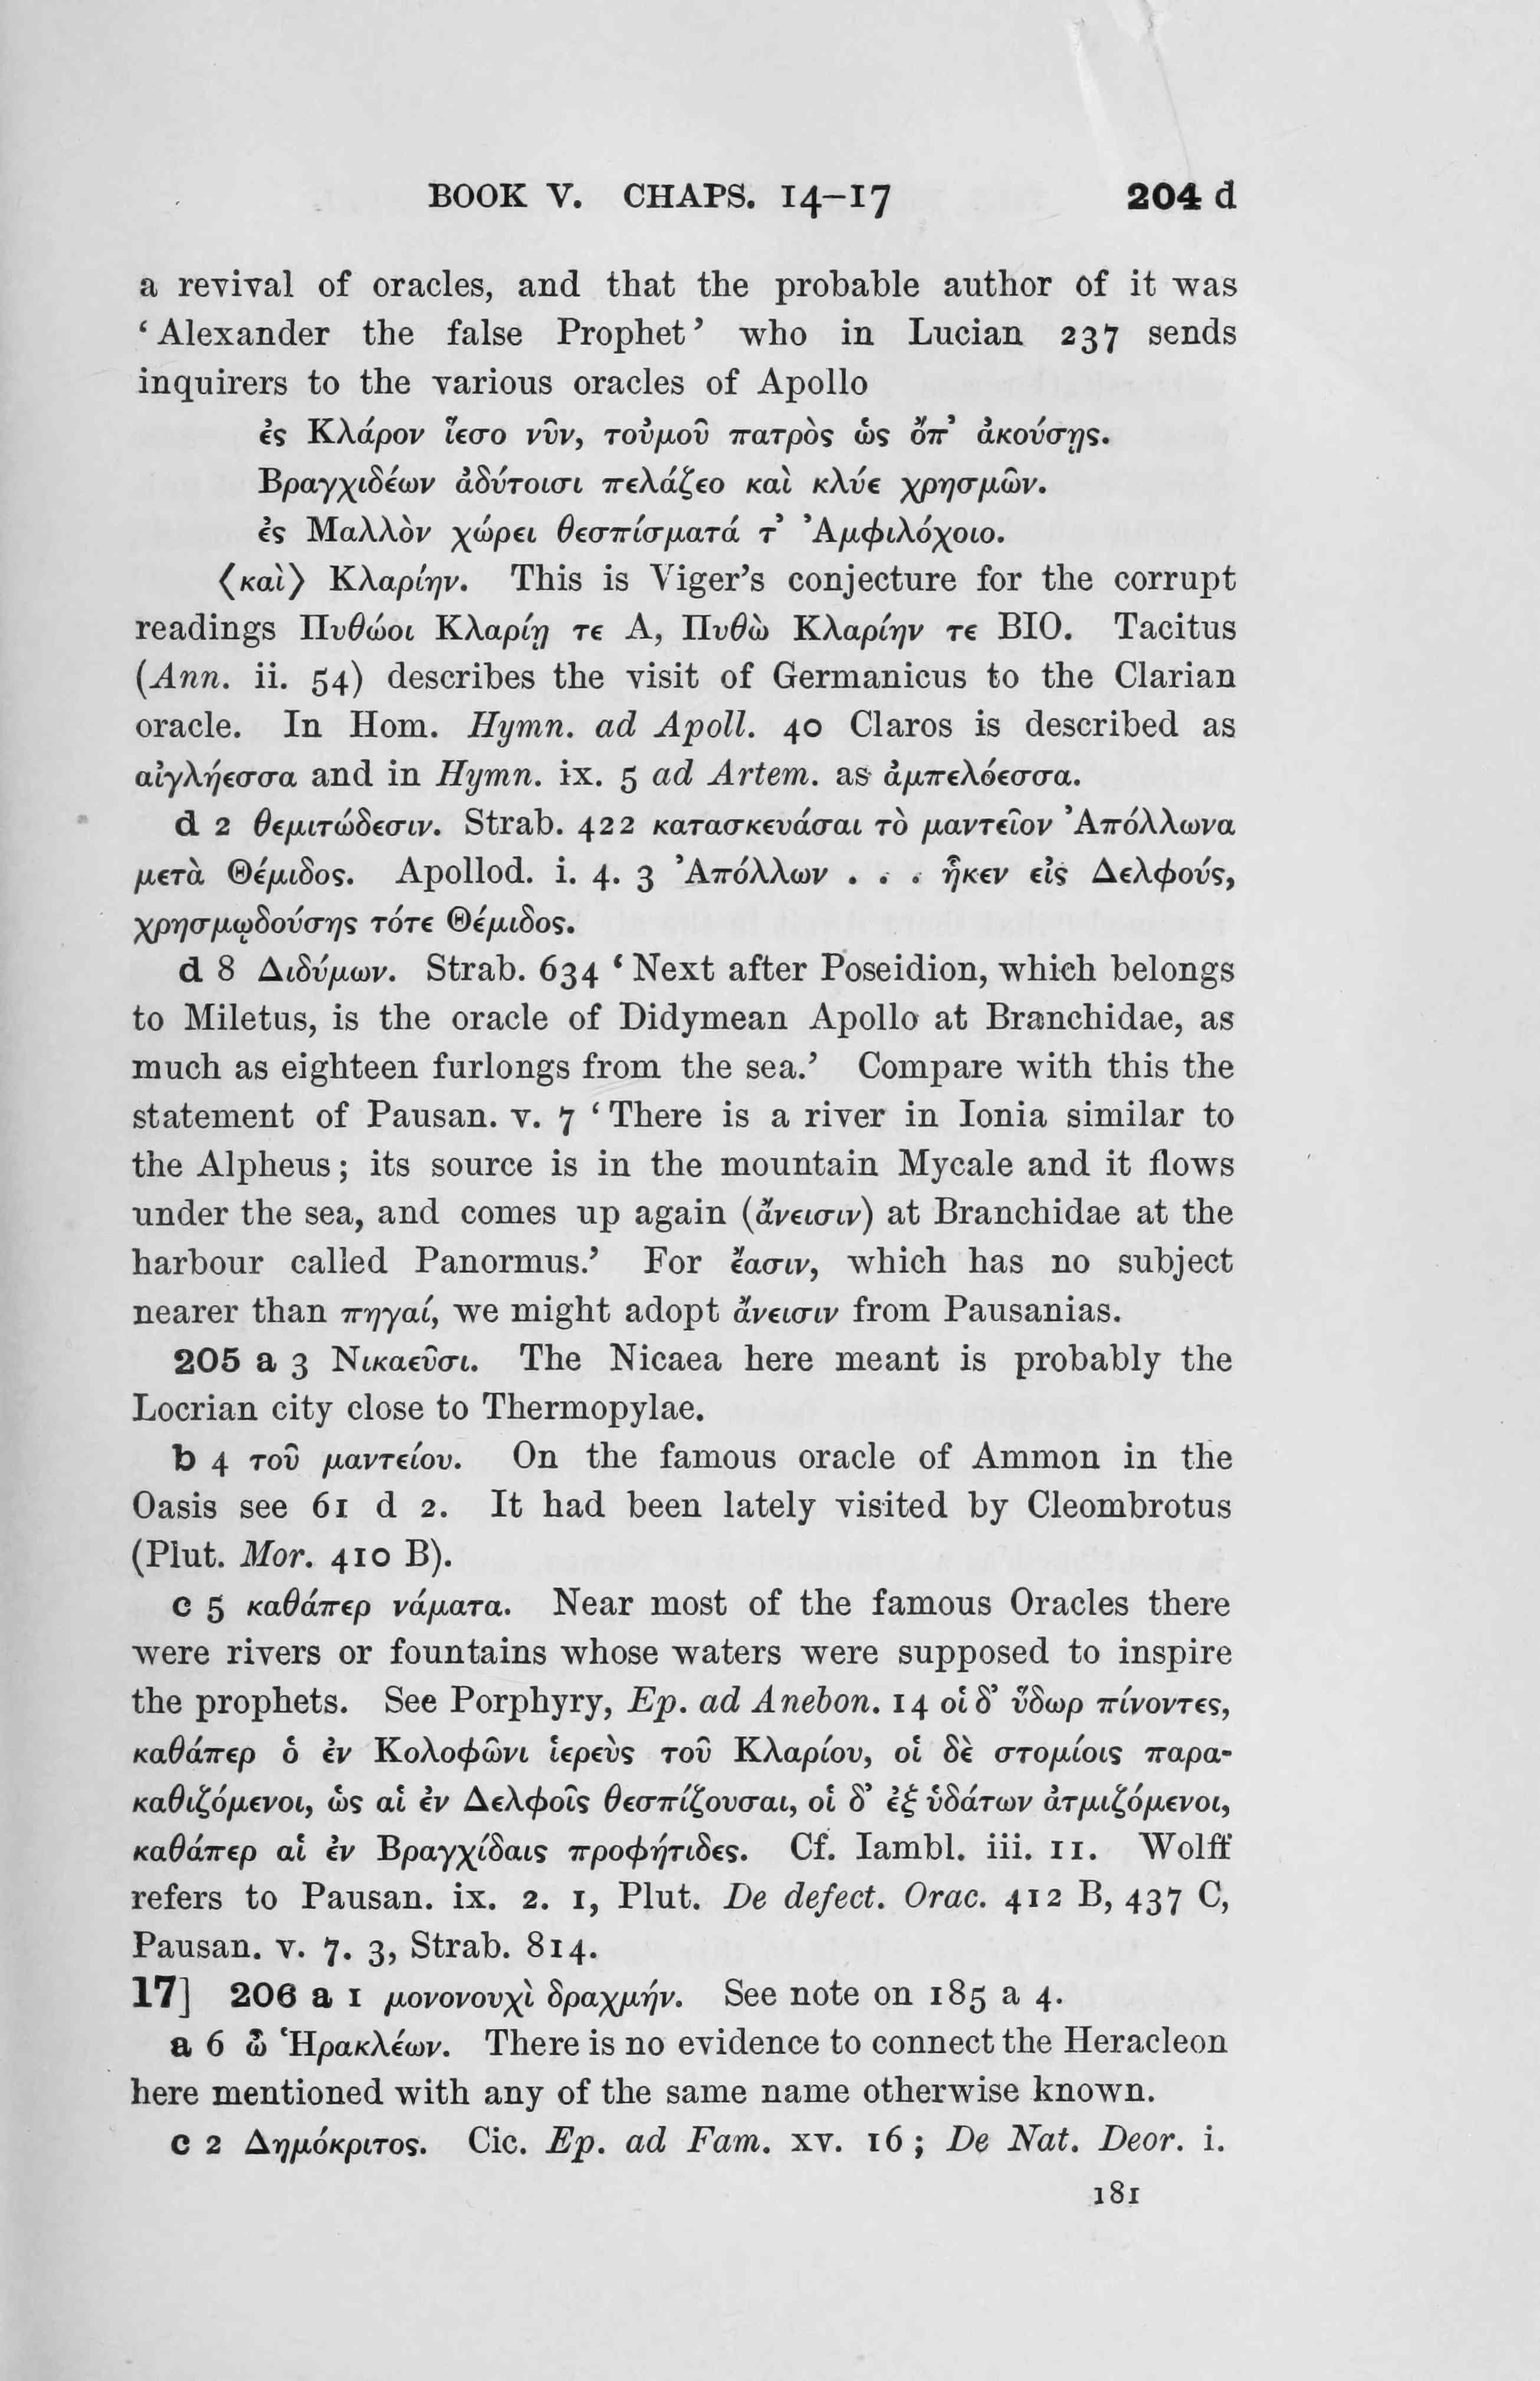 BOOK V. CHAPS. 14–17 204 d
a revival of oracles, and that the probable author of it was
‘Alexander the false Prophet’ who in Lucian 237 sends
inquirers to the various oracles of Apollo
ἐς Κλάρον ἵεσο νῦν, τοὐμοῦ πατρὸς ὡς ὄπ’ ἀκούσῃς.
Βραγχιδέων ἀδύτοισι πελάζεο καὶ κλύε χρησμῶν.
ἐς Μαλλὸν χώρει θεσπίσματά τ’ Ἀμφιλόχοιο.
⟨καὶ⟩ Κλαρίην. This is Viger’s conjecture for the corrupt
readings Πυθώοι Κλαρίῃ τε A, Πυθὼ Κλαρίην τε BIO. Tacitus
(Ann. ii. 54) describes the visit of Germanicus to the Clarian
oracle. In Hom. Hymn. ad Apoll. 40 Claros is described as
αἰγλήεσσα and in Hymn. ix. 5 ad Artem. as ἀμπελόεσσα.
d 2 θεμιτώδεσιν. Strab. 422 κατασκευάσαι τὸ μαντεῖον Ἀπόλλωνα
μετὰ Θέμιδος. Apollod. i. 4. 3 Ἀπόλλων . . . ἧκεν εἰς Δελφούς,
χρησμῳδούσης τότε Θέμιδος.
d 8 Διδύμων. Strab. 634 ‘Next after Poseidion, which belongs
to Miletus, is the oracle of Didymean Apollo at Branchidae, as
much as eighteen furlongs from the sea.’ Compare with this the
statement of Pausan. v. 7 ‘There is a river in Ionia similar to
the Alpheus; its source is in the mountain Mycale and it flows
under the sea, and comes up again (ἄνεισιν) at Branchidae at the
harbour called Panormus.’ For ἔασιν, which has no subject
nearer than πηγαί, we might adopt ἄνεισιν from Pausanias.
205 a 3 Νικαεῦσι. The Nicaea here meant is probably the
Locrian city close to Thermopylae.
b 4 τοῦ μαντείου. On the famous oracle of Ammon in the
Oasis see 61 d 2. It had been lately visited by Cleombrotus
(Plut. Mor. 410 B).
c 5 καθάπερ νάματα. Near most of the famous Oracles there
were rivers or fountains whose waters were supposed to inspire
the prophets. See Porphyry, Ep. ad Anebon. 14 οἱ δ’ ὕδωρ πίνοντες,
καθάπερ ὁ ἐν Κολοφῶνι ἱερεὺς τοῦ Κλαρίου, οἱ δὲ στομίοις παρα-
καθιζόμενοι, ὡς αἱ ἐν Δελφοῖς θεσπίζουσαι, οἱ δ’ ἐξ ὑδάτων ἀτμιζόμενοι,
καθάπερ αἱ ἐν Βραγχίδαις προφήτιδες. Cf. Iambl. iii. 11. Wolff
refers to Pausan. ix. 2. 1, Plut. De defect. Orac. 412 B, 437 C,
Pausan. v. 7. 3, Strab. 814.
17] 206 a 1 μονονουχὶ δραχμήν. See note on 185 a 4.
a 6 ὦ Ἡρακλέων. There is no evidence to connect the Heracleon
here mentioned with any of the same name otherwise known.
c 2 Δημόκριτος. Cic. Ep. ad Fam. xv. 16; De Nat. Deor. i.
181